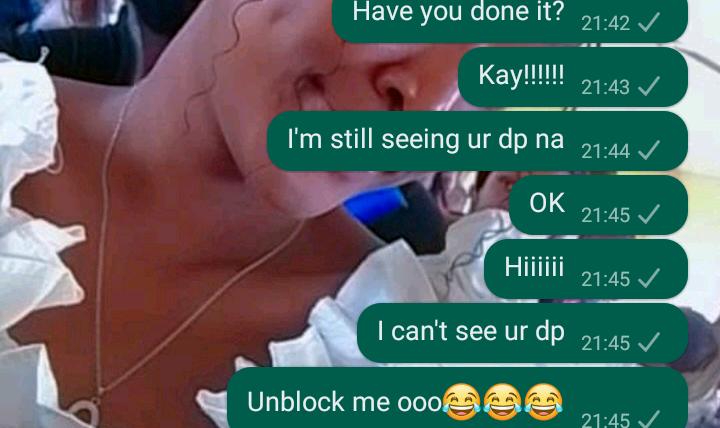 Have you done it? 21:42
Kay!!!!!! 21:43
I'm still seeing ur dp na 21:44
OK 21:45
Hiiiiii 21:45
I can't see ur dp 21:45
Unblock me ooo😂😂😂 21:45